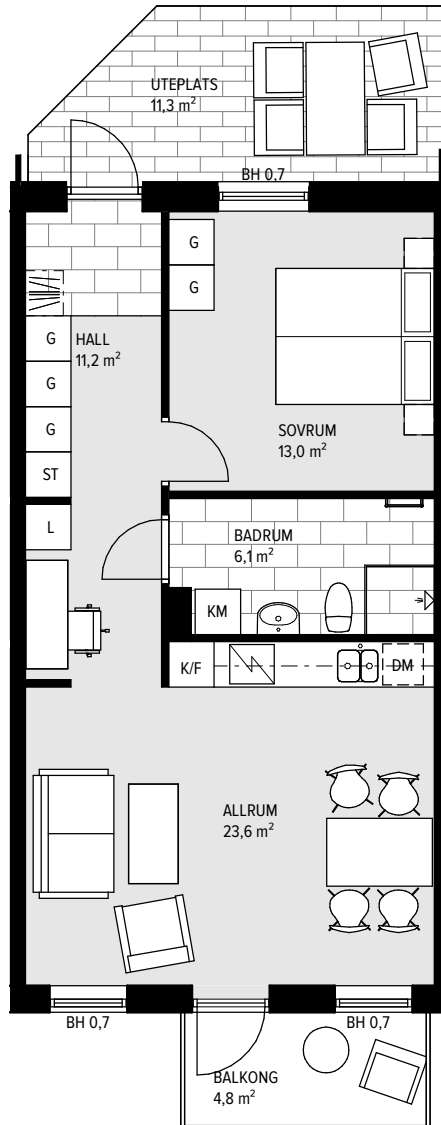 UTEPLATS
11,3 m²
BH 0,7
G
G
HALL
11,2 m²
G
G
G
ST
SOVRUM
13,0 m²
L
BADRUM
6,1 m²
KM
K/F
DM
ALLRUM
23,6 m²
BH 0,7
BH 0,7
BALKONG
4,8 m²